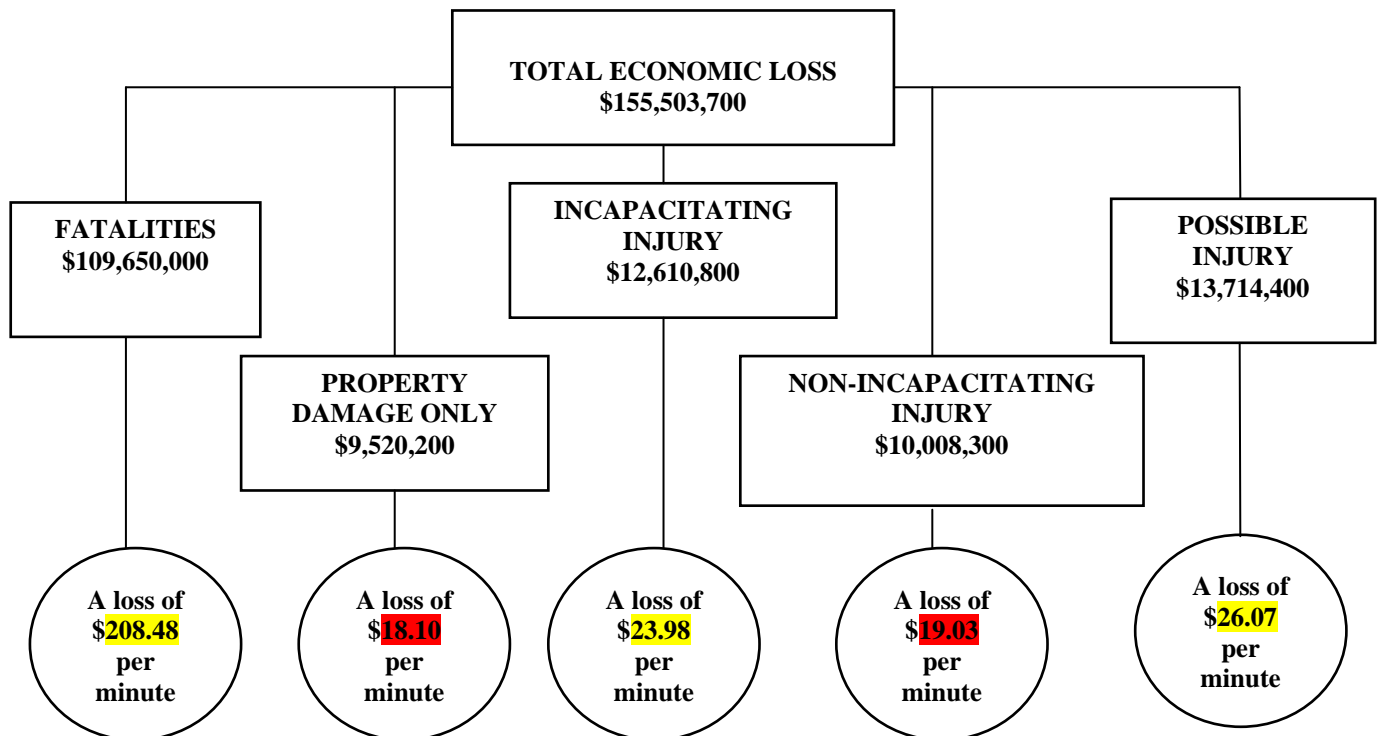 TOTAL ECONOMIC LOSS
$155,503,700
FATALITIES
$109,650,000
INCAPACITATING
INJURY
$12,610,800
POSSIBLE
INJURY
$13,714,400
PROPERTY
DAMAGE ONLY
$9,520,200
NON-INCAPACITATING
INJURY
$10,008,300
A loss of
$208.48
per
minute
A loss of
$18.10
per
minute
A loss of
$23.98
per
minute
A loss of
$19.03
per
minute
A loss of
$26.07
per
minute